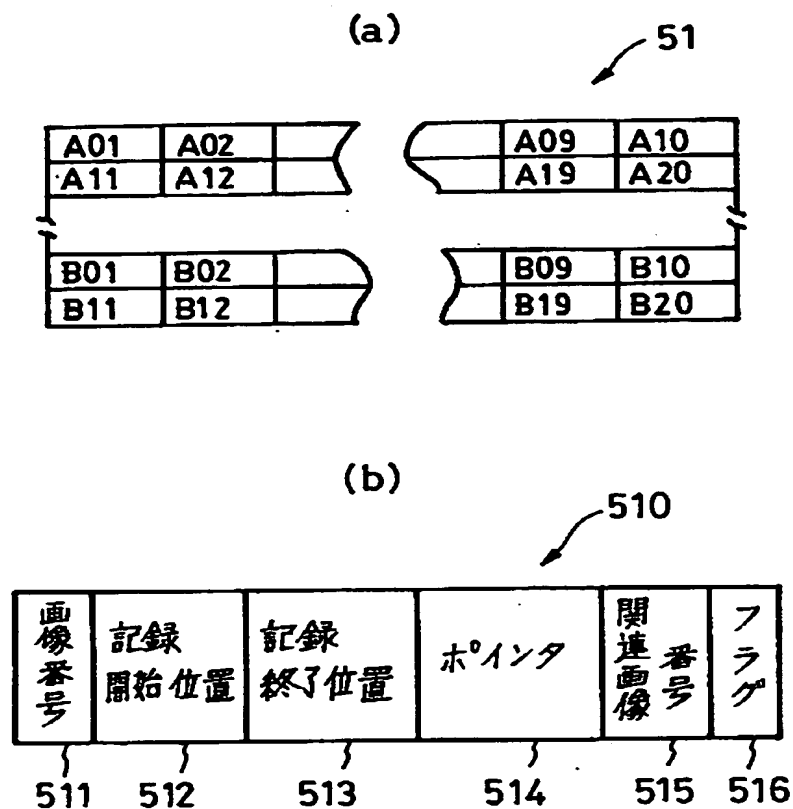 (a)
51
A01 A02 A09 A10
A11 A12 A19 A20
B01 B02 B09 B10
B11 B12 B19 B20
(b)
510
画像番号
記録
開始位置
記録
終了位置
ポインタ
関連画像
番号
フラグ
511 512 513 514 515 516